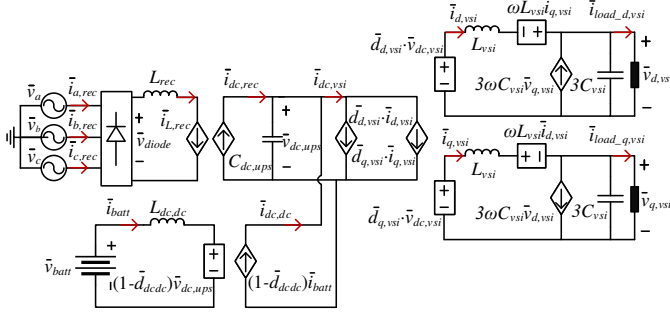 v̄a
v̄b
v̄c
īa,rec
īb,rec
īc,rec
+
v̄diode
−
Lrec
īL,rec
īdc,rec
Cdc,ups
+
v̄dc,ups
−
īdc,vsi
d̄d,vsi·īd,vsi
d̄q,vsi·īq,vsi
v̄batt
+
ībatt
Ldc,dc
(1-d̄dcdc)v̄dc,ups
+
−
īdc,dc
(1-d̄dcdc)ībatt
d̄d,vsi·v̄dc,vsi
+
−
īd,vsi
Lvsi
ωLvsiiq,vsi
3ωCvsiv̄q,vsi
3Cvsi
īload_d,vsi
+
v̄d,vsi
−
d̄q,vsi·v̄dc,vsi
+
−
īq,vsi
Lvsi
ωLvsiīd,vsi
+
3ωCvsiv̄d,vsi
3Cvsi
īload_q,vsi
+
v̄q,vsi
−